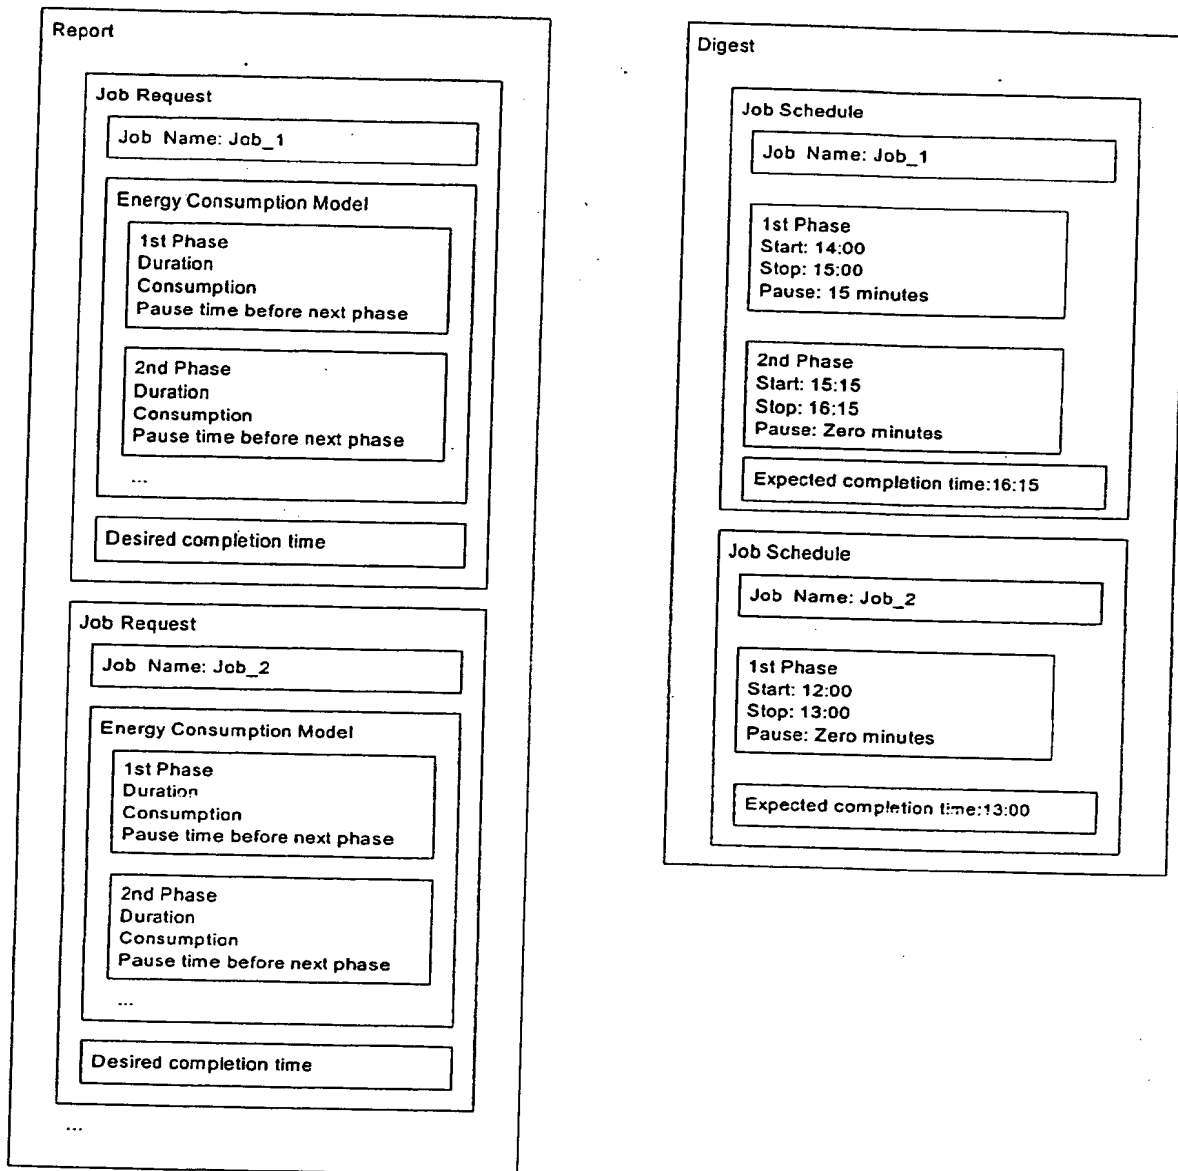 Report
Job Request
Job Name: Job_1
Energy Consumption Model
1st Phase
Duration
Consumption
Pause time before next phase
2nd Phase
Duration
Consumption
Pause time before next phase
...
Desired completion time
Job Request
Job Name: Job_2
Energy Consumption Model
1st Phase
Duration
Consumption
Pause time before next phase
2nd Phase
Duration
Consumption
Pause time before next phase
...
Desired completion time
...
Digest
Job Schedule
Job Name: Job_1
1st Phase
Start: 14:00
Stop: 15:00
Pause: 15 minutes
2nd Phase
Start: 15:15
Stop: 16:15
Pause: Zero minutes
Expected completion time:16:15
Job Schedule
Job Name: Job_2
1st Phase
Start: 12:00
Stop: 13:00
Pause: Zero minutes
Expected completion time:13:00